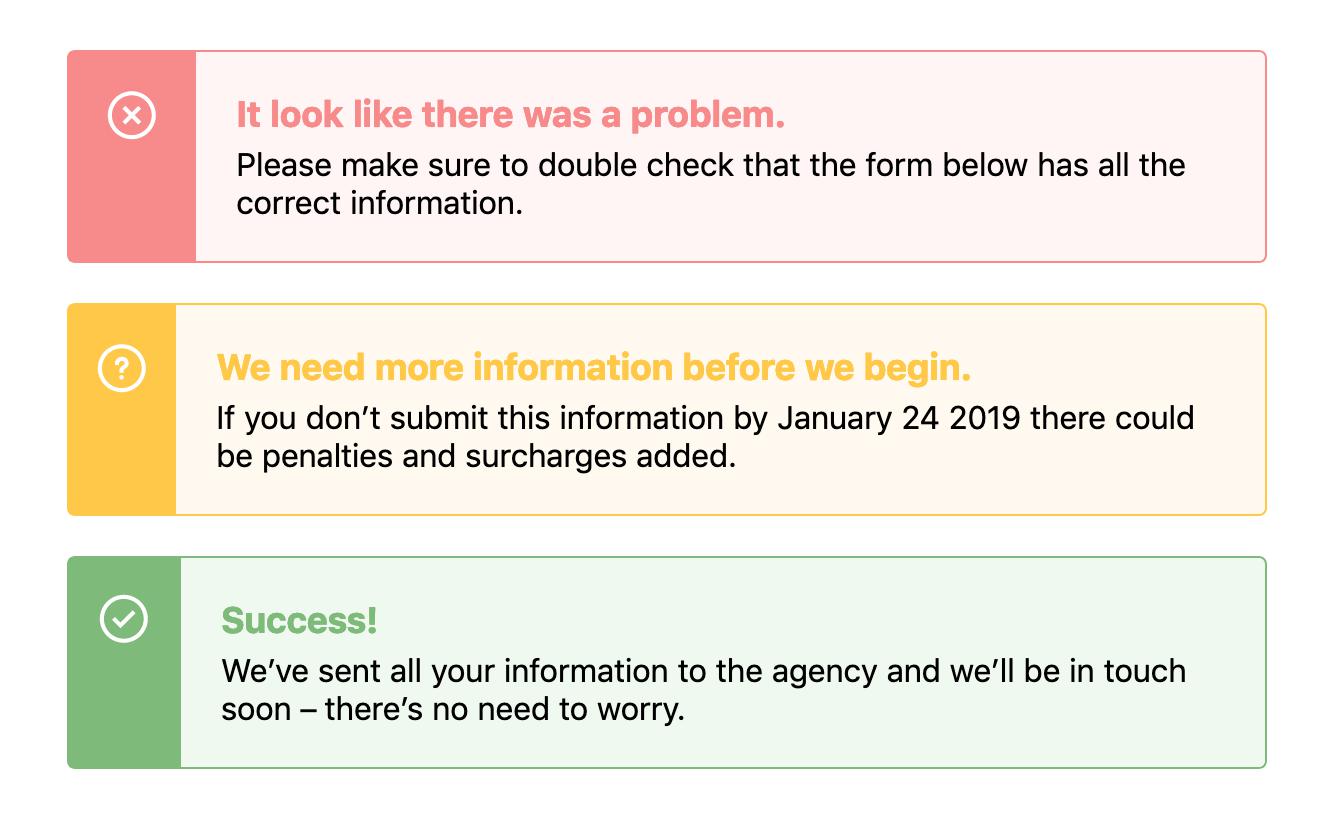 It look like there was a problem.
Please make sure to double check that the form below has all the
correct information.
We need more information before we begin.
If you don’t submit this information by January 24 2019 there could
be penalties and surcharges added.
Success!
We’ve sent all your information to the agency and we’ll be in touch
soon – there’s no need to worry.